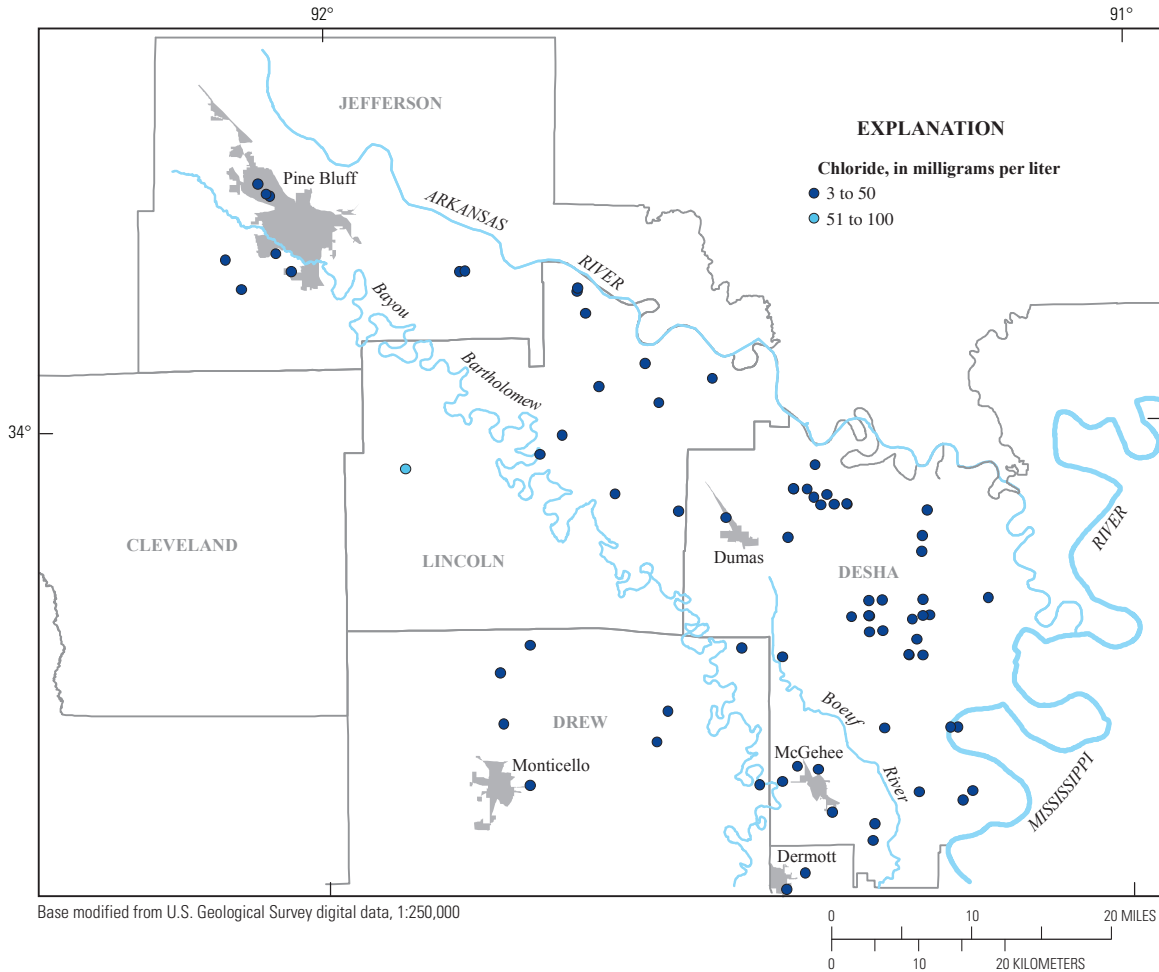 92°
91°
JEFFERSON
EXPLANATION
Chloride, in milligrams per liter
3 to 50
51 to 100
Pine Bluff
ARKANSAS
RIVER
Bayou
Bartholomew
34°
RIVER
CLEVELAND
LINCOLN
Dumas
DESHA
DREW
Boeuf
McGehee
Monticello
River
MISSISSIPPI
Dermott
Base modified from U.S. Geological Survey digital data, 1:250,000
0 10 20 MILES
0 10 20 KILOMETERS